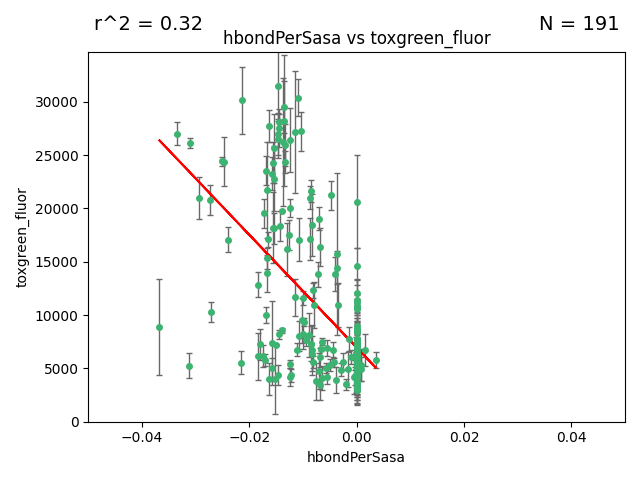 r^2 = 0.32
N = 191
hbondPerSasa vs toxgreen_fluor
30000
25000
20000
15000
10000
5000
0
toxgreen_fluor
−0.04
−0.02
0.00
0.02
0.04
hbondPerSasa